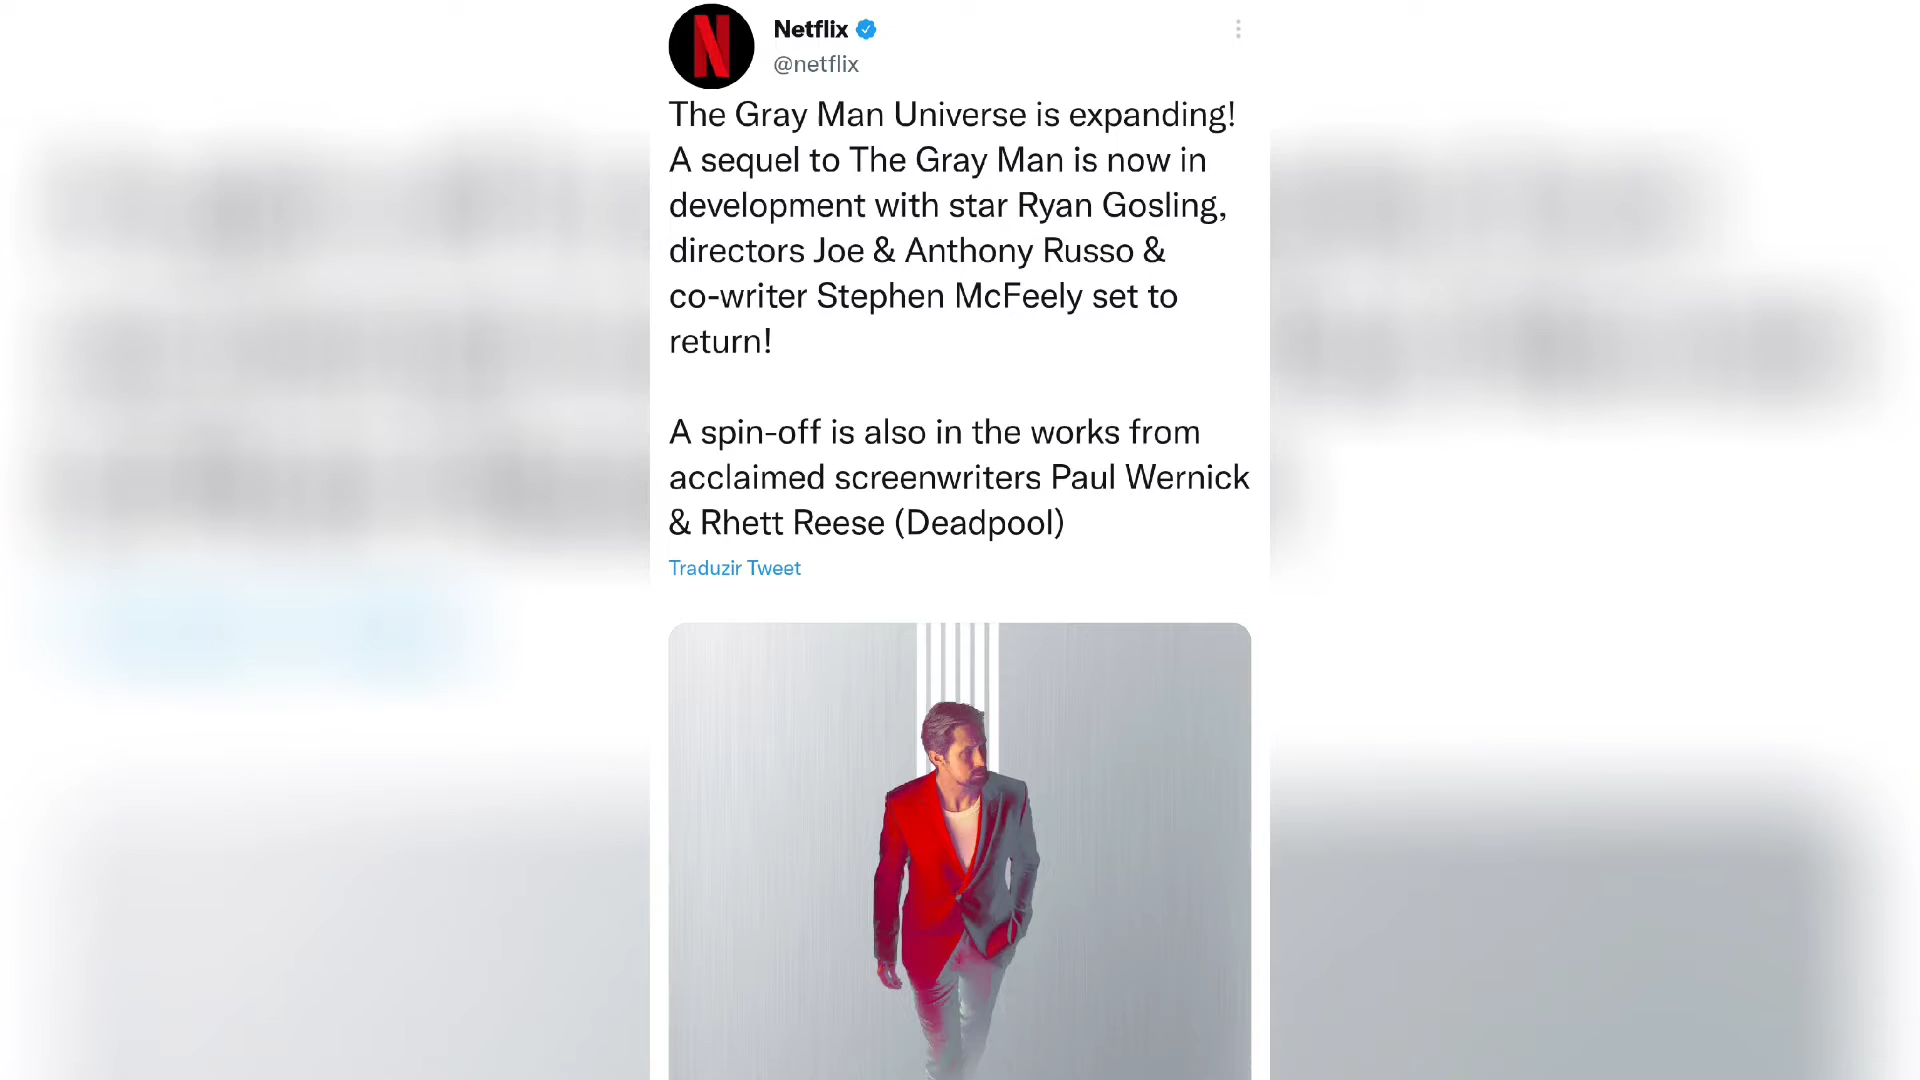 Netflix
@netflix
The Gray Man Universe is expanding!
A sequel to The Gray Man is now in
development with star Ryan Gosling,
directors Joe & Anthony Russo &
co-writer Stephen McFeely set to
return!
A spin-off is also in the works from
acclaimed screenwriters Paul Wernick
& Rhett Reese (Deadpool)
Traduzir Tweet